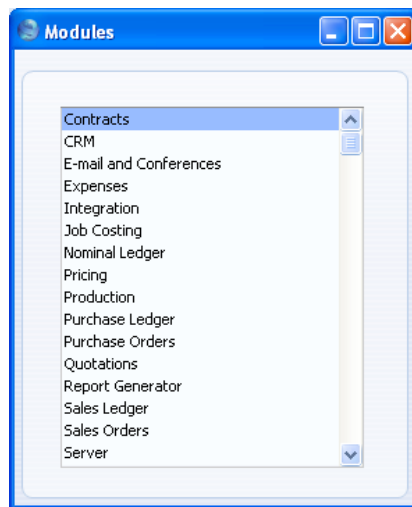 Modules
Contracts
CRM
E-mail and Conferences
Expenses
Integration
Job Costing
Nominal Ledger
Pricing
Production
Purchase Ledger
Purchase Orders
Quotations
Report Generator
Sales Ledger
Sales Orders
Server